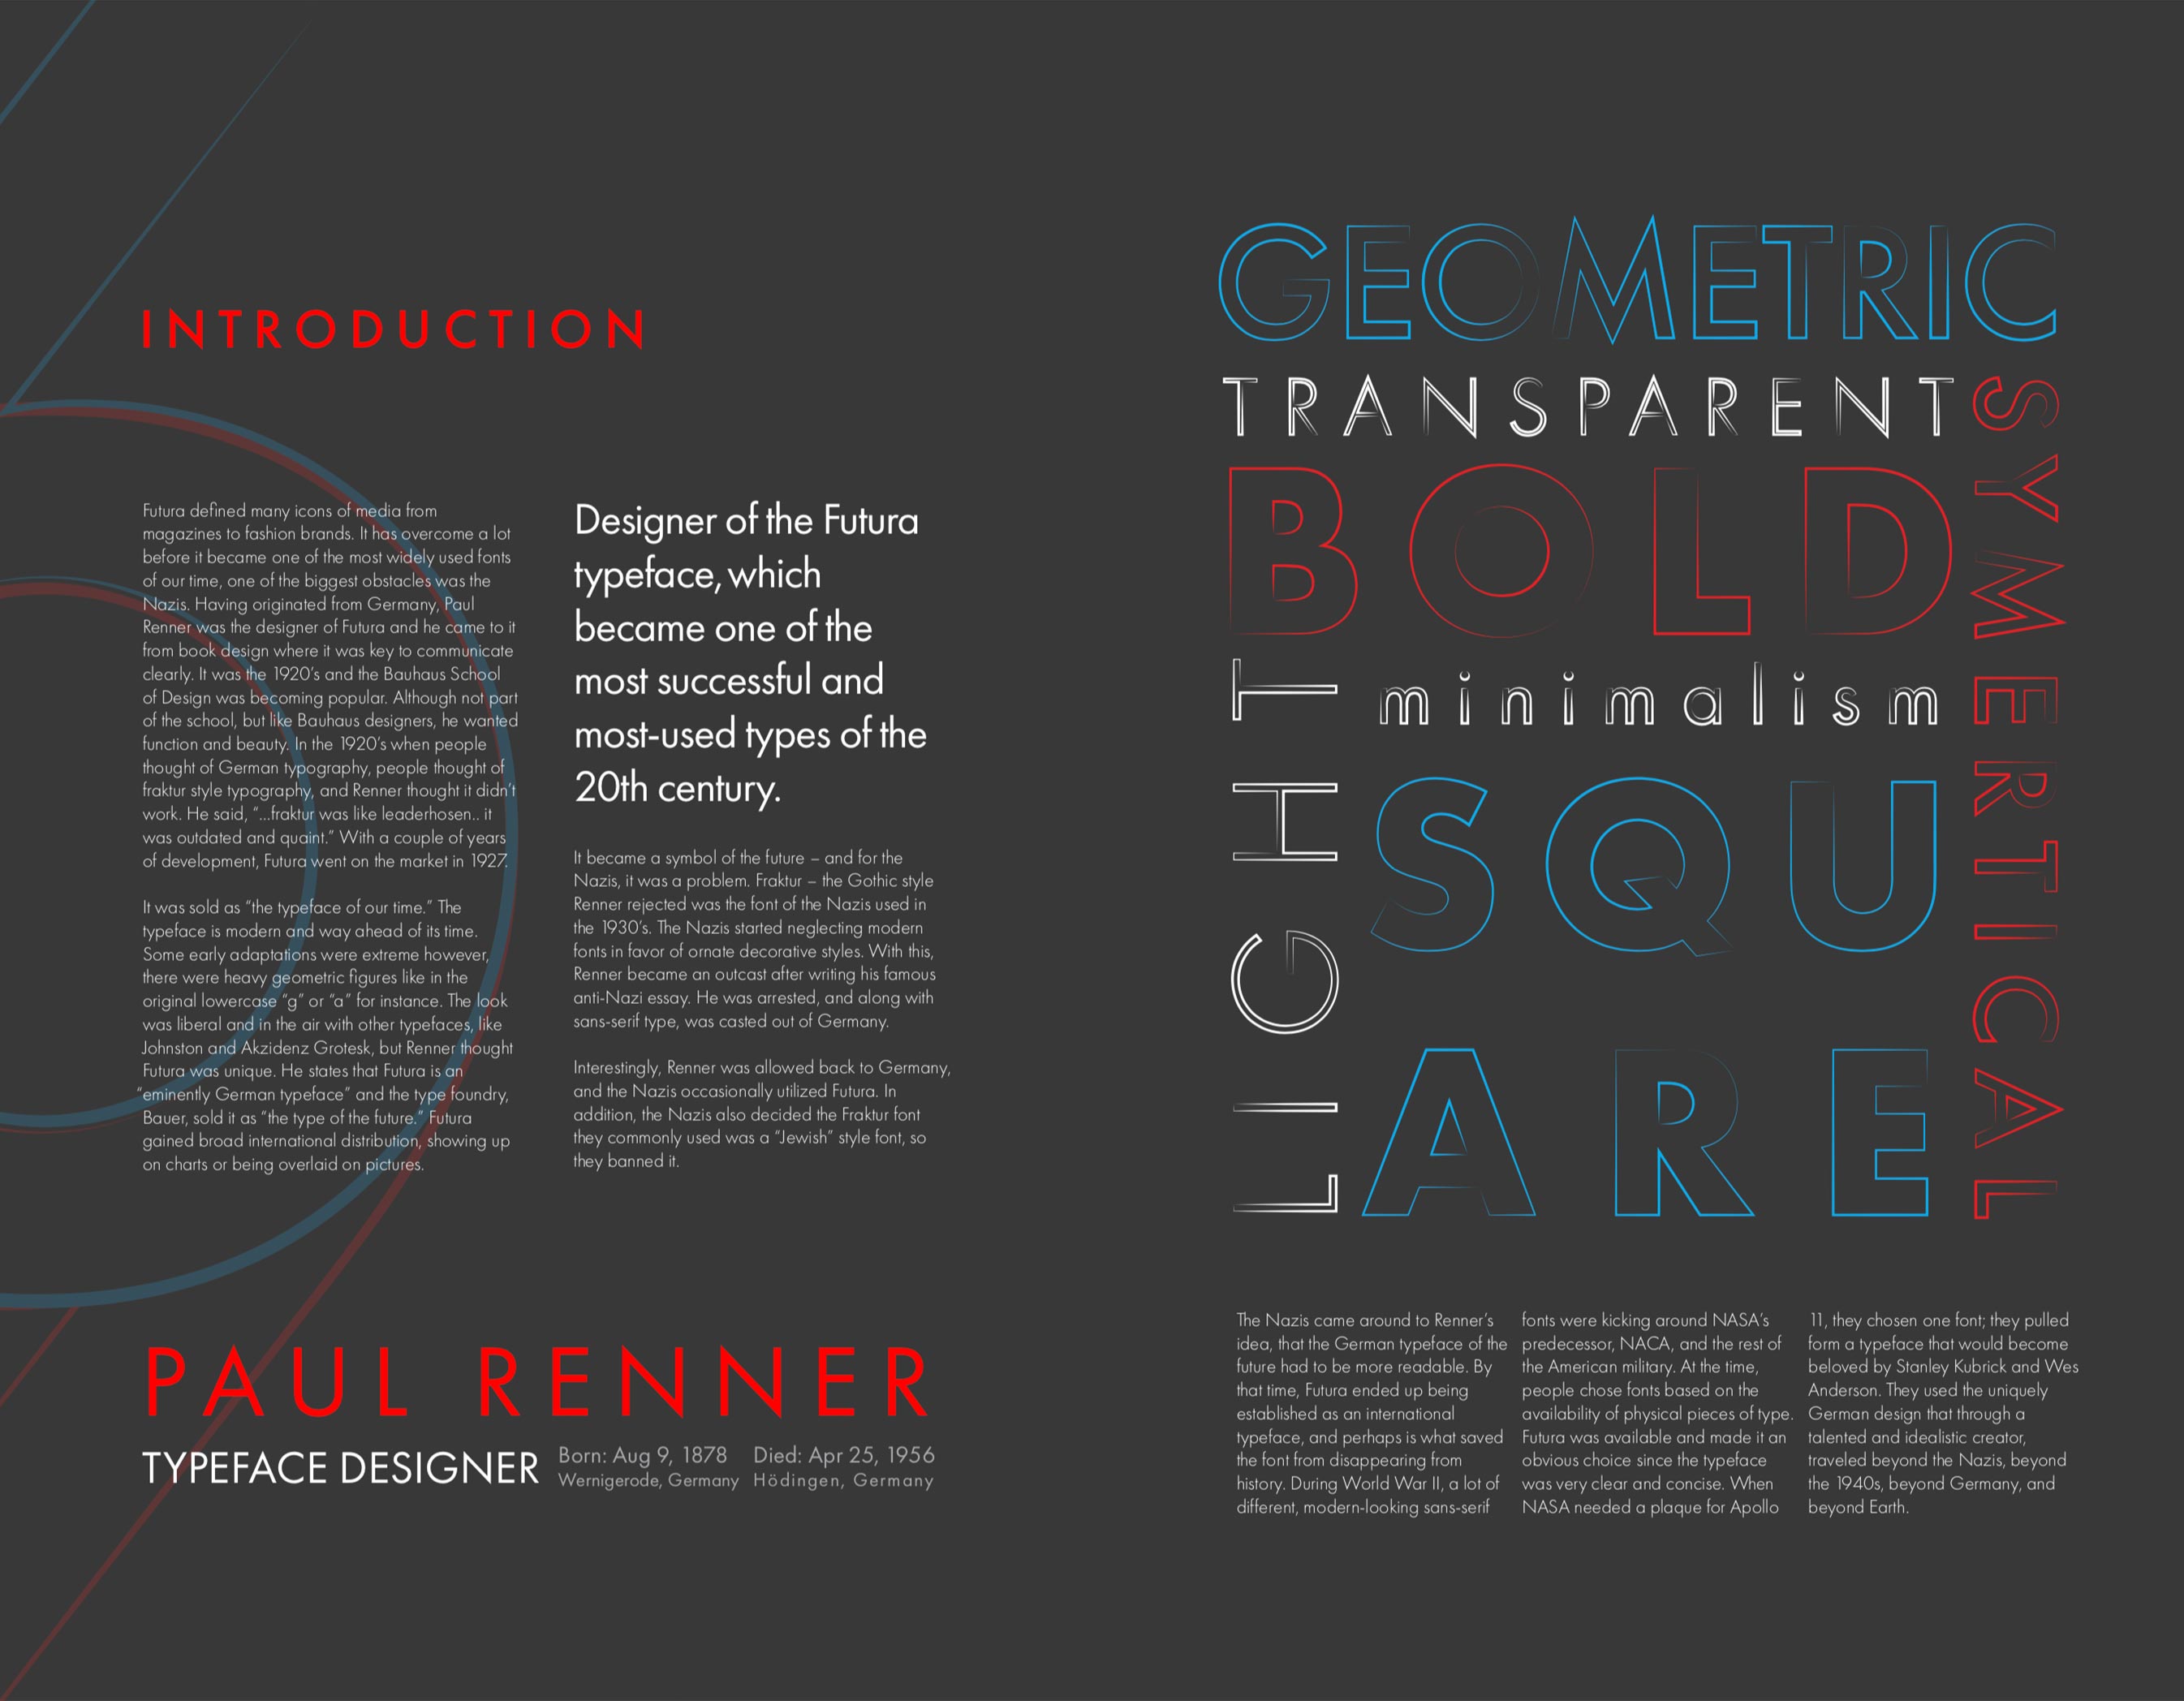 INTRODUCTION
Futura defined many icons of media from
magazines to fashion brands. It has overcome a lot
before it became one of the most widely used fonts
of our time, one of the biggest obstacles was the
Nazis. Having originated from Germany, Paul
Renner was the designer of Futura and he came to it
from book design where it was key to communicate
clearly. It was the 1920’s and the Bauhaus School
of Design was becoming popular. Although not part
of the school, but like Bauhaus designers, he wanted
function and beauty. In the 1920’s when people
thought of German typography, people thought of
fraktur style typography, and Renner thought it didn’t
work. He said, “...fraktur was like leaderhosen.. it
was outdated and quaint.” With a couple of years
of development, Futura went on the market in 1927.
It was sold as “the typeface of our time.” The
typeface is modern and way ahead of its time.
Some early adaptations were extreme however,
there were heavy geometric figures like in the
original lowercase “g” or “a” for instance. The look
was liberal and in the air with other typefaces, like
Johnston and Akzidenz Grotesk, but Renner thought
Futura was unique. He states that Futura is an
“eminently German typeface” and the type foundry,
Bauer, sold it as “the type of the future.” Futura
gained broad international distribution, showing up
on charts or being overlaid on pictures.
Designer of the Futura
typeface, which
became one of the
most successful and
most-used types of the
20th century.
It became a symbol of the future – and for the
Nazis, it was a problem. Fraktur – the Gothic style
Renner rejected was the font of the Nazis used in
the 1930’s. The Nazis started neglecting modern
fonts in favor of ornate decorative styles. With this,
Renner became an outcast after writing his famous
anti-Nazi essay. He was arrested, and along with
sans-serif type, was casted out of Germany.
Interestingly, Renner was allowed back to Germany,
and the Nazis occasionally utilized Futura. In
addition, the Nazis also decided the Fraktur font
they commonly used was a “Jewish” style font, so
they banned it.
PAUL RENNER
TYPEFACE DESIGNER
Born: Aug 9, 1878
Wernigerode, Germany
Died: Apr 25, 1956
Hödingen, Germany
GEOMETRIC
TRANSPARENT
SYMERTICAL
BOLD
LIGHT
minimalism
SQU
ARE
The Nazis came around to Renner’s
idea, that the German typeface of the
future had to be more readable. By
that time, Futura ended up being
established as an international
typeface, and perhaps is what saved
the font from disappearing from
history. During World War II, a lot of
different, modern-looking sans-serif
fonts were kicking around NASA’s
predecessor, NACA, and the rest of
the American military. At the time,
people chose fonts based on the
availability of physical pieces of type.
Futura was available and made it an
obvious choice since the typeface
was very clear and concise. When
NASA needed a plaque for Apollo
11, they chosen one font; they pulled
form a typeface that would become
beloved by Stanley Kubrick and Wes
Anderson. They used the uniquely
German design that through a
talented and idealistic creator,
traveled beyond the Nazis, beyond
the 1940s, beyond Germany, and
beyond Earth.